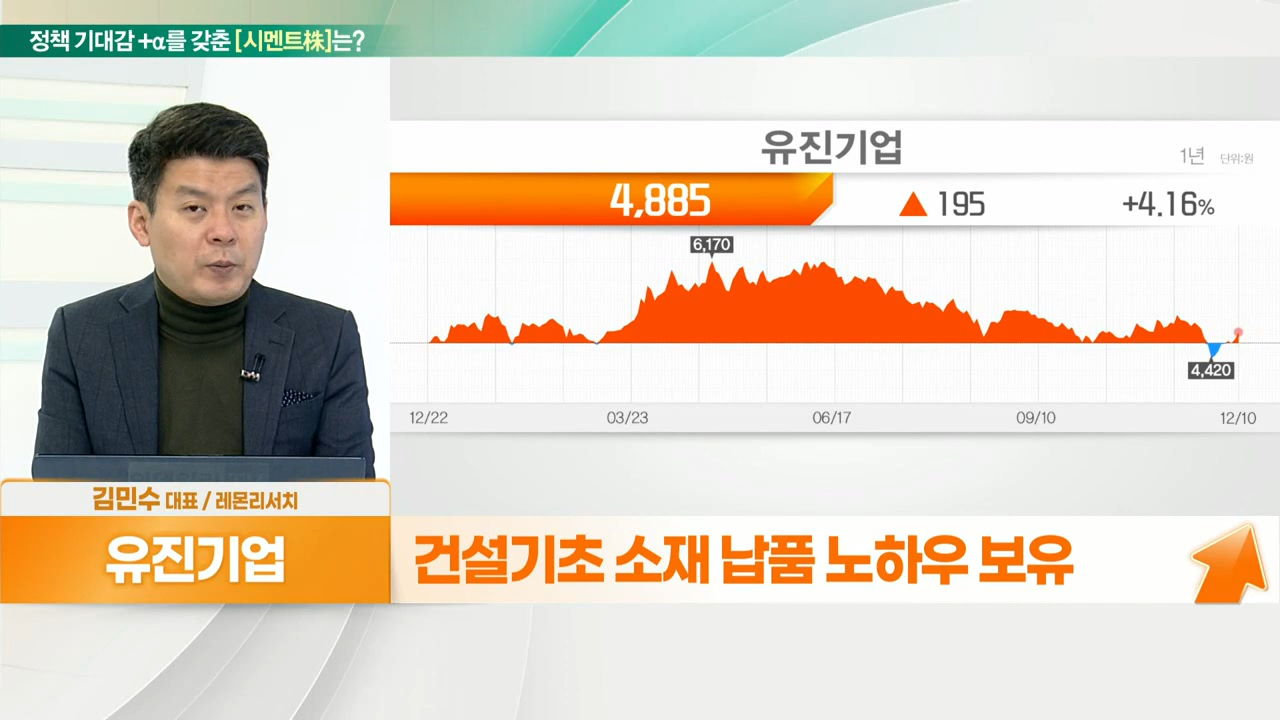 정책 기대감 +α를 갖춘 [시멘트株]는?
유진기업
1년 단위:원
4,885 ▲ 195 +4.16%
6,170
4,420
12/22 03/23 06/17 09/10 12/10
김민수 대표 / 레몬리서치
유진기업
건설기초 소재 납품 노하우 보유